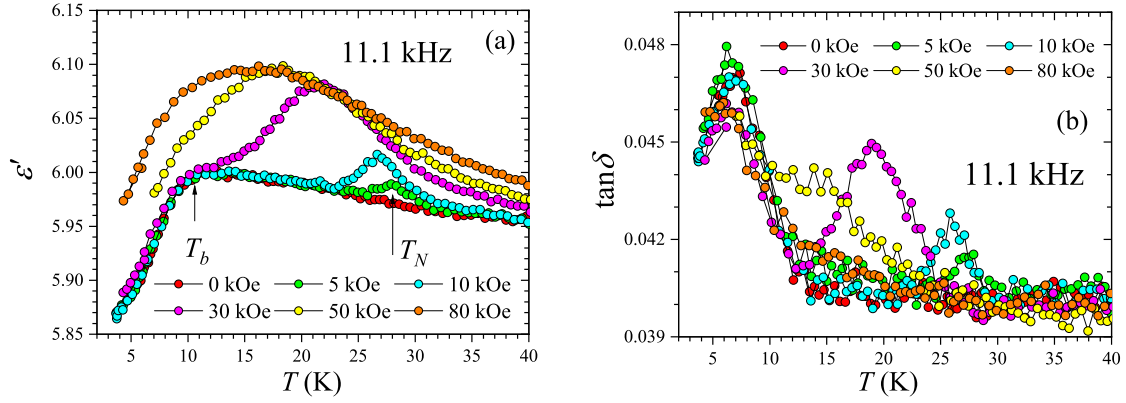 6.15
6.10
6.05
6.00
5.95
5.90
5.85
ε′
11.1 kHz
(a)
T_b
T_N
0 kOe 5 kOe 10 kOe
30 kOe 50 kOe 80 kOe
5 10 15 20 25 30 35 40
T (K)
0.048
0.045
0.042
0.039
tanδ
0 kOe 5 kOe 10 kOe
30 kOe 50 kOe 80 kOe
(b)
11.1 kHz
5 10 15 20 25 30 35 40
T (K)